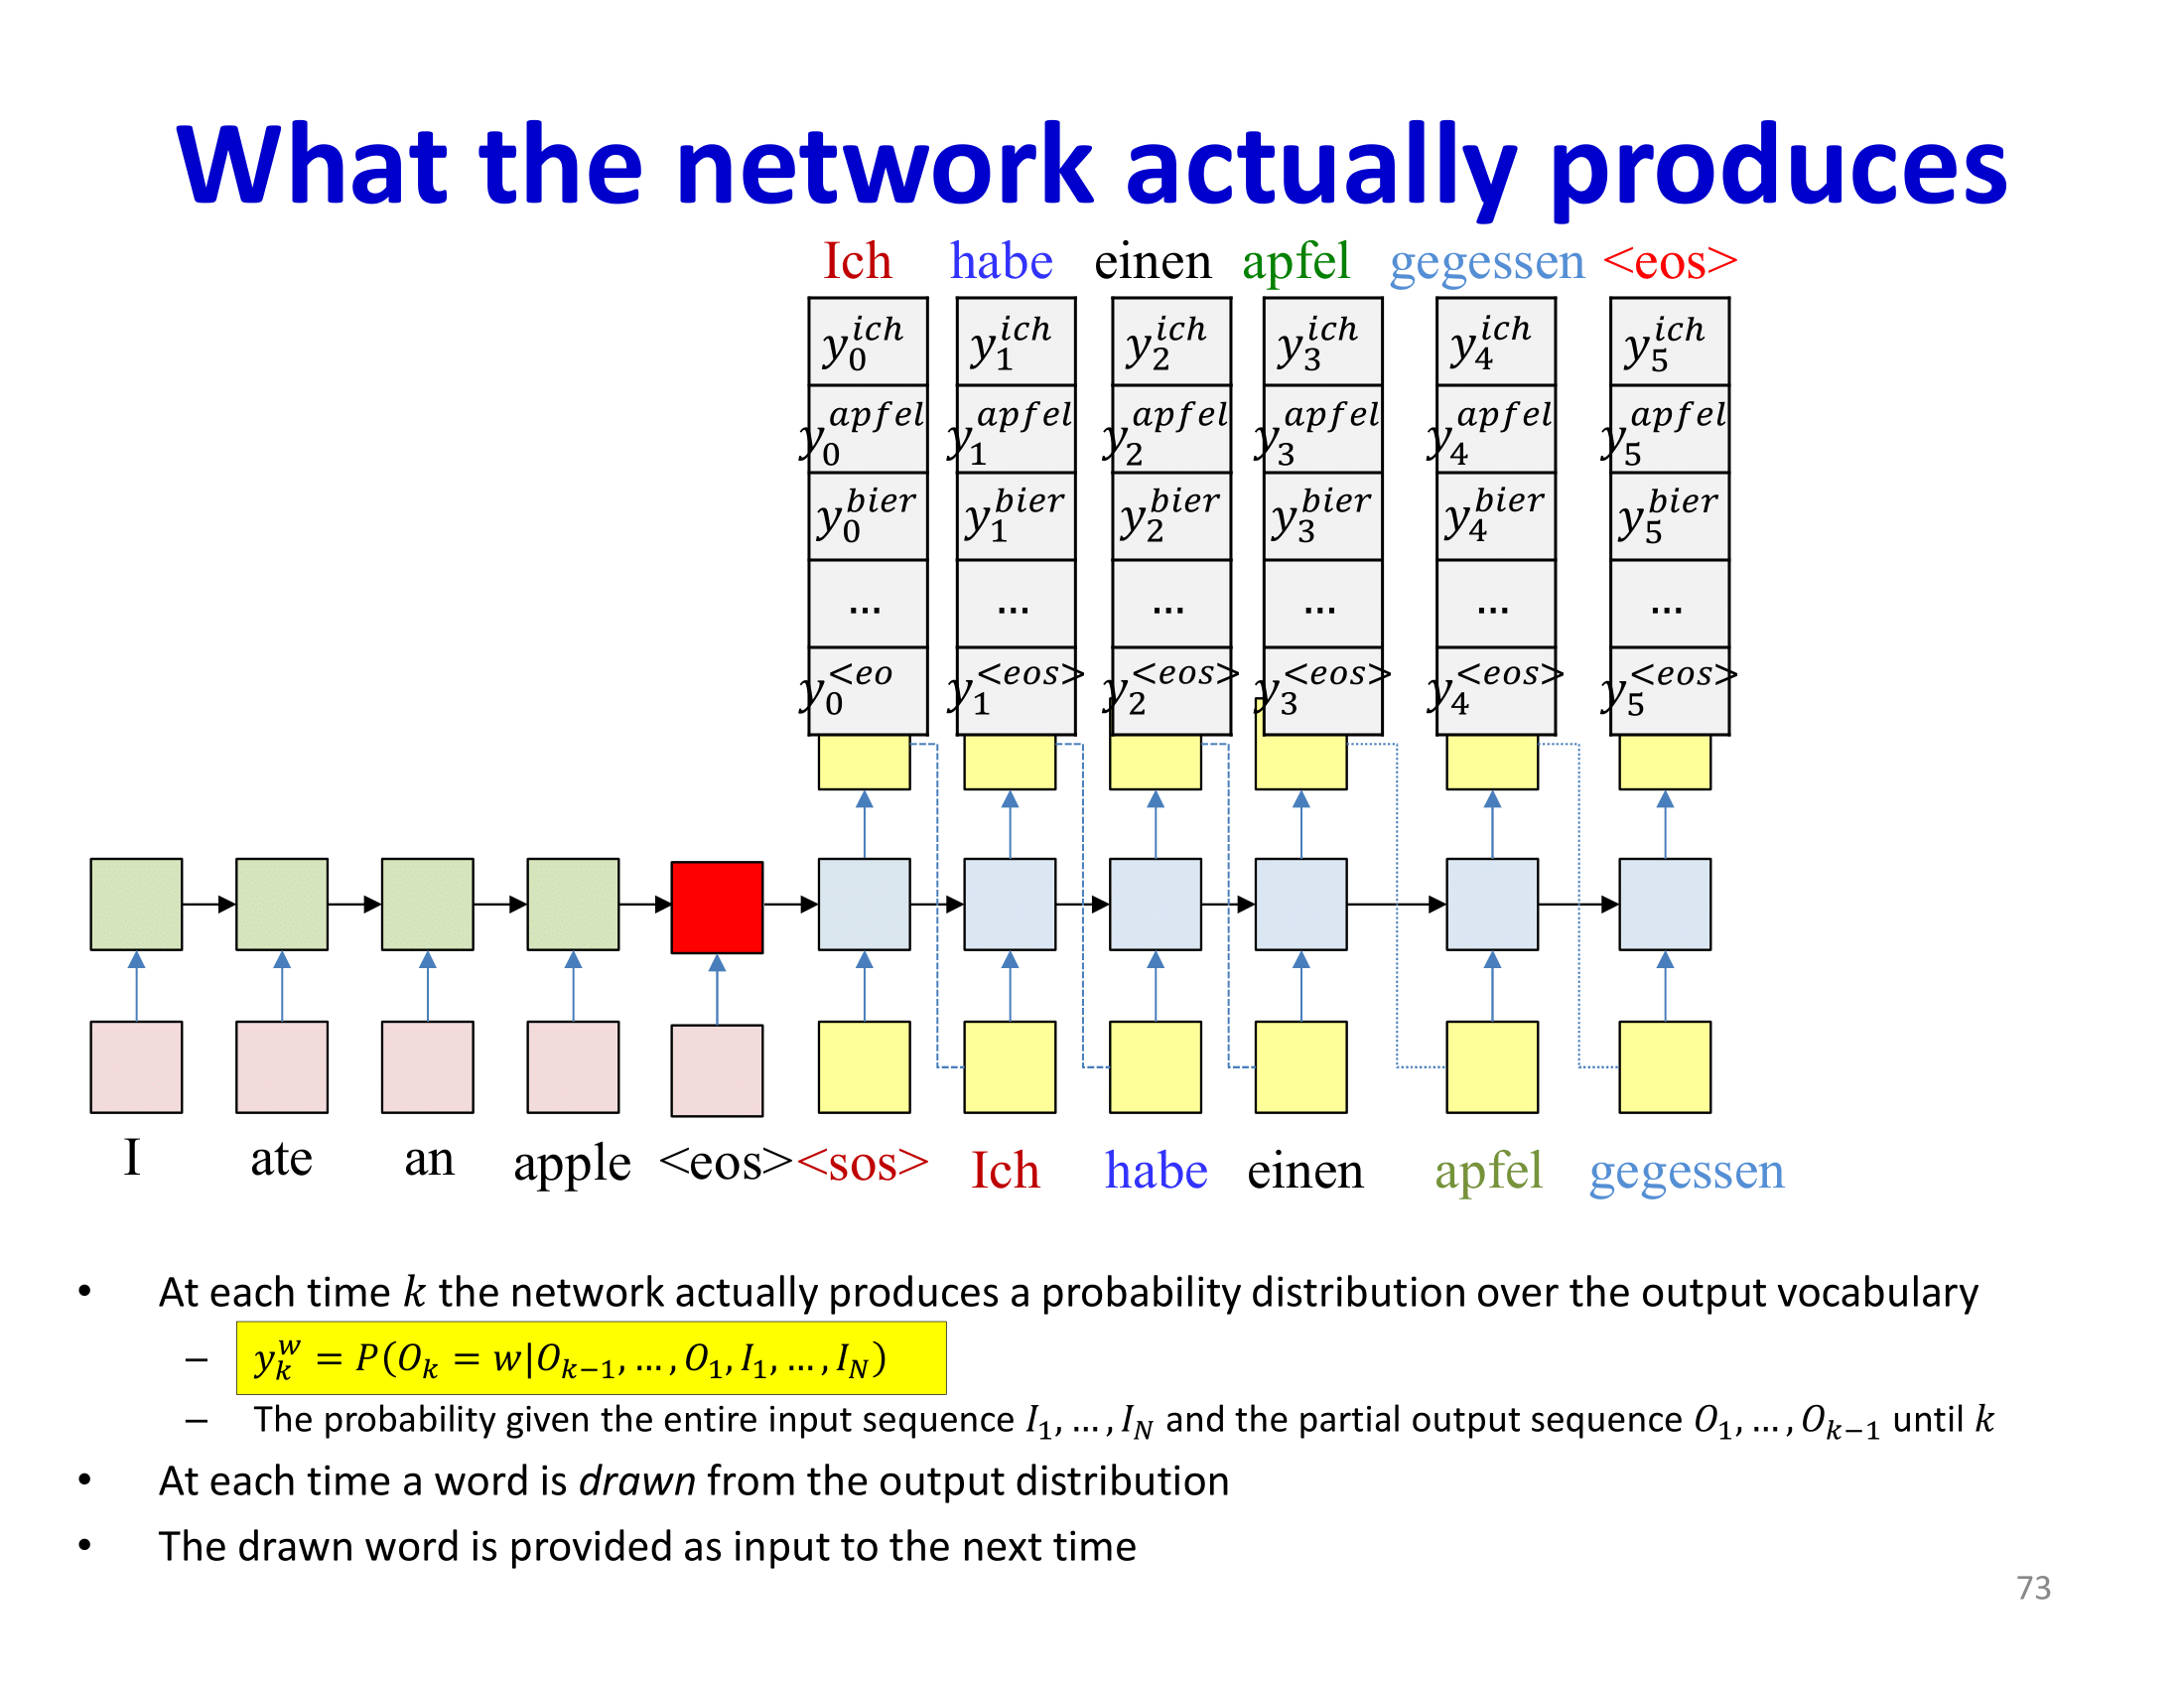 What the network actually produces
Ich habe einen apfel gegessen <eos>
y_0^{ich} y_1^{ich} y_2^{ich} y_3^{ich} y_4^{ich} y_5^{ich}
y_0^{apfel} y_1^{apfel} y_2^{apfel} y_3^{apfel} y_4^{apfel} y_5^{apfel}
y_0^{bier} y_1^{bier} y_2^{bier} y_3^{bier} y_4^{bier} y_5^{bier}
... ... ... ... ... ...
y_0^{<eo} y_1^{<eos>} y_2^{<eos>} y_3^{<eos>} y_4^{<eos>} y_5^{<eos>}
I ate an apple <eos> <sos> Ich habe einen apfel gegessen
• At each time k the network actually produces a probability distribution over the output vocabulary
– y_k^w = P(O_k = w|O_{k−1}, … , O_1, I_1, … , I_N)
– The probability given the entire input sequence I_1, … , I_N and the partial output sequence O_1, … , O_{k−1} until k
• At each time a word is drawn from the output distribution
• The drawn word is provided as input to the next time
73